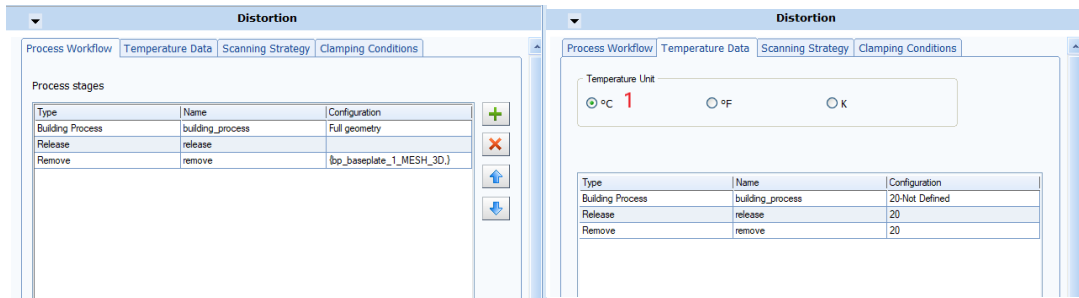 Distortion
Process Workflow Temperature Data Scanning Strategy Clamping Conditions
Process stages
Type Name Configuration
Building Process building_process Full geometry
Release release
Remove remove {bp_baseplate_1_MESH_3D,}
Distortion
Process Workflow Temperature Data Scanning Strategy Clamping Conditions
Temperature Unit
ºC 1 ºF K
Type Name Configuration
Building Process building_process 20-Not Defined
Release release 20
Remove remove 20